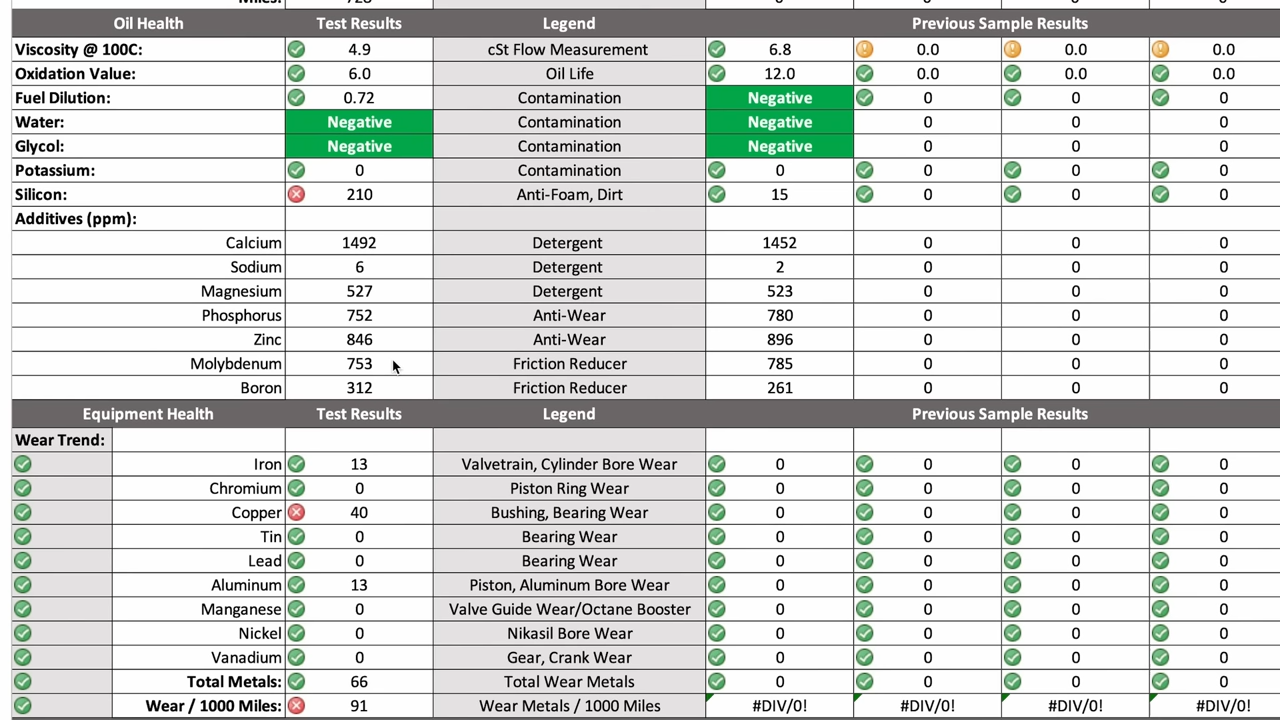 Oil Health Test Results Legend Previous Sample Results
Viscosity @ 100C: 4.9 cSt Flow Measurement 6.8 0.0 0.0 0.0
Oxidation Value: 6.0 Oil Life 12.0 0.0 0.0 0.0
Fuel Dilution: 0.72 Contamination Negative 0 0 0
Water: Negative Contamination Negative 0 0 0
Glycol: Negative Contamination Negative 0 0 0
Potassium: 0 Contamination 0 0 0 0
Silicon: 210 Anti-Foam, Dirt 15 0 0 0
Additives (ppm):
Calcium 1492 Detergent 1452 0 0 0
Sodium 6 Detergent 2 0 0 0
Magnesium 527 Detergent 523 0 0 0
Phosphorus 752 Anti-Wear 780 0 0 0
Zinc 846 Anti-Wear 896 0 0 0
Molybdenum 753 Friction Reducer 785 0 0 0
Boron 312 Friction Reducer 261 0 0 0
Equipment Health Test Results Legend Previous Sample Results
Wear Trend:
Iron 13 Valvetrain, Cylinder Bore Wear 0 0 0 0
Chromium 0 Piston Ring Wear 0 0 0 0
Copper 40 Bushing, Bearing Wear 0 0 0 0
Tin 0 Bearing Wear 0 0 0 0
Lead 0 Bearing Wear 0 0 0 0
Aluminum 13 Piston, Aluminum Bore Wear 0 0 0 0
Manganese 0 Valve Guide Wear/Octane Booster 0 0 0 0
Nickel 0 Nikasil Bore Wear 0 0 0 0
Vanadium 0 Gear, Crank Wear 0 0 0 0
Total Metals: 66 Total Wear Metals 0 0 0 0
Wear / 1000 Miles: 91 Wear Metals / 1000 Miles #DIV/0! #DIV/0! #DIV/0! #DIV/0!